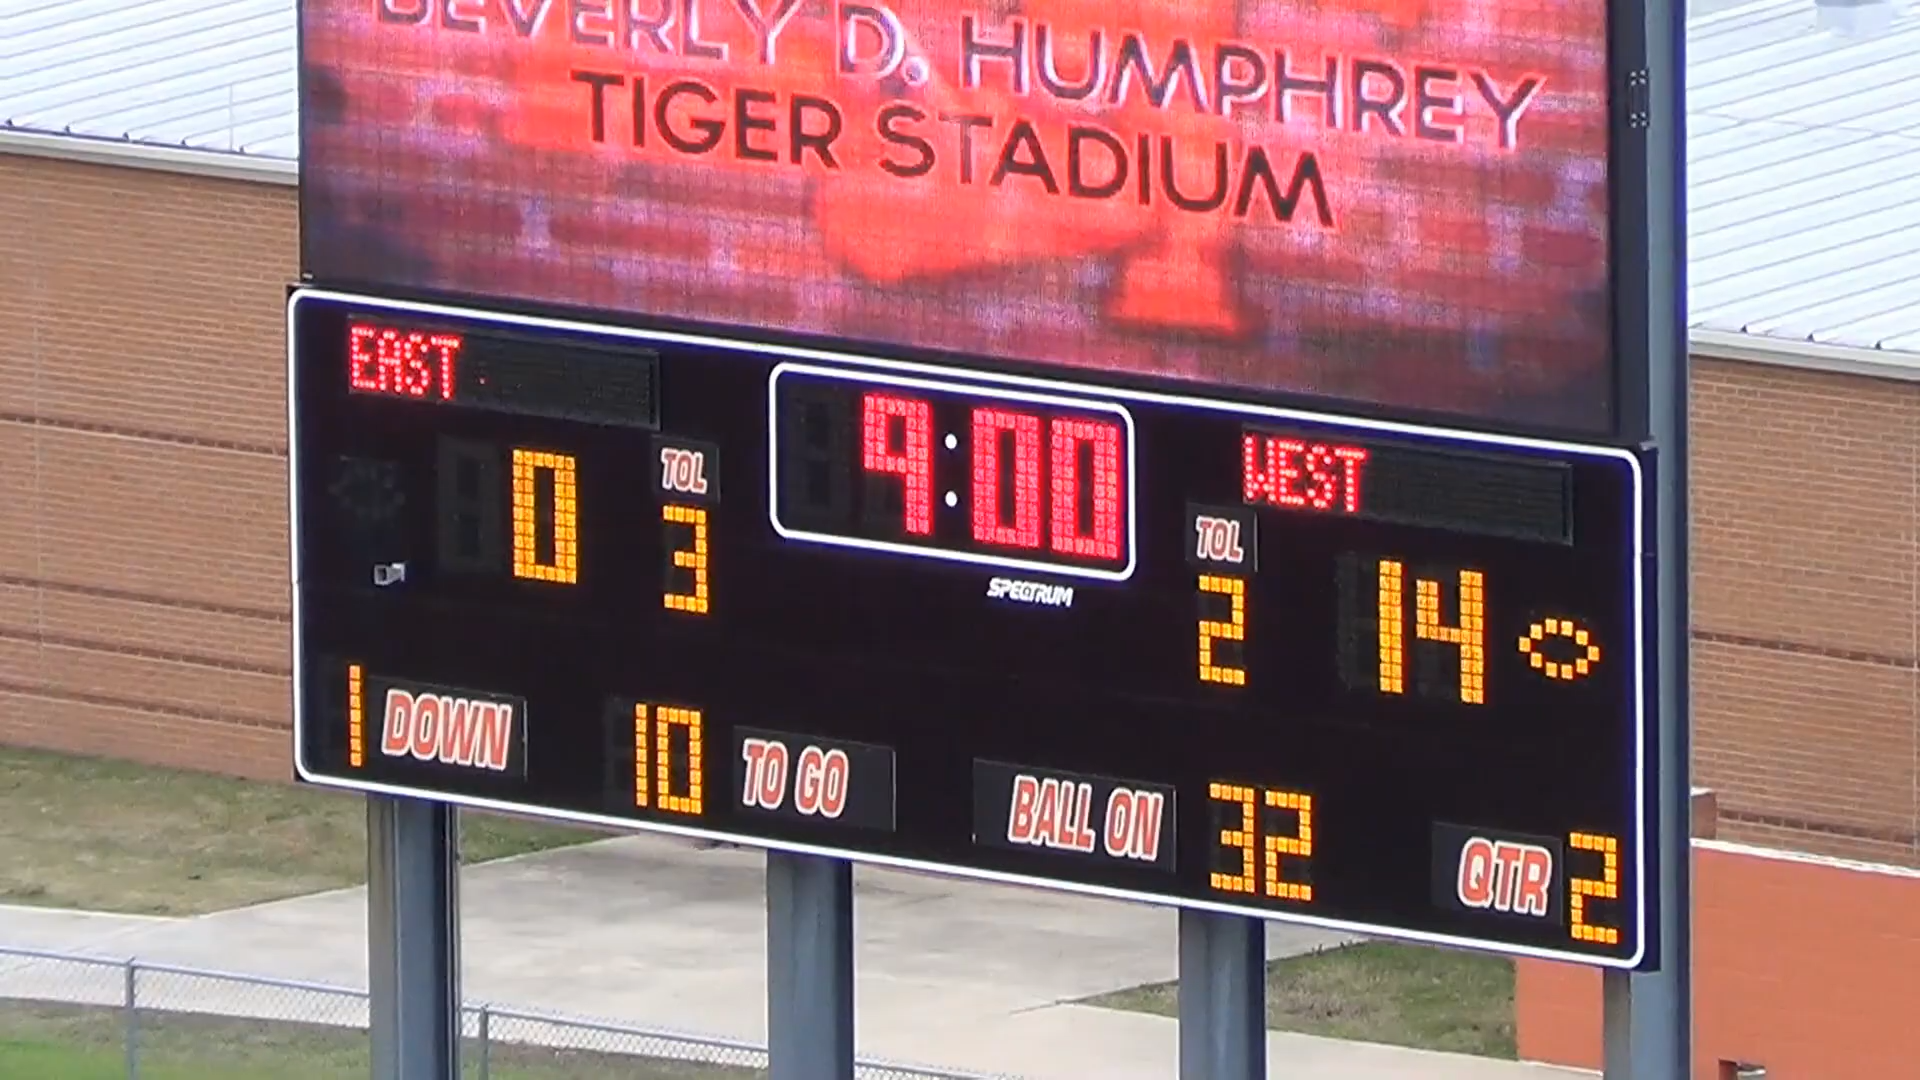 BEVERLY D. HUMPHREY
TIGER STADIUM
EAST
9:00
WEST
0
TOL
3
TOL
2
14
SPECTRUM
1 DOWN
10 TO GO
BALL ON 32
QTR 2